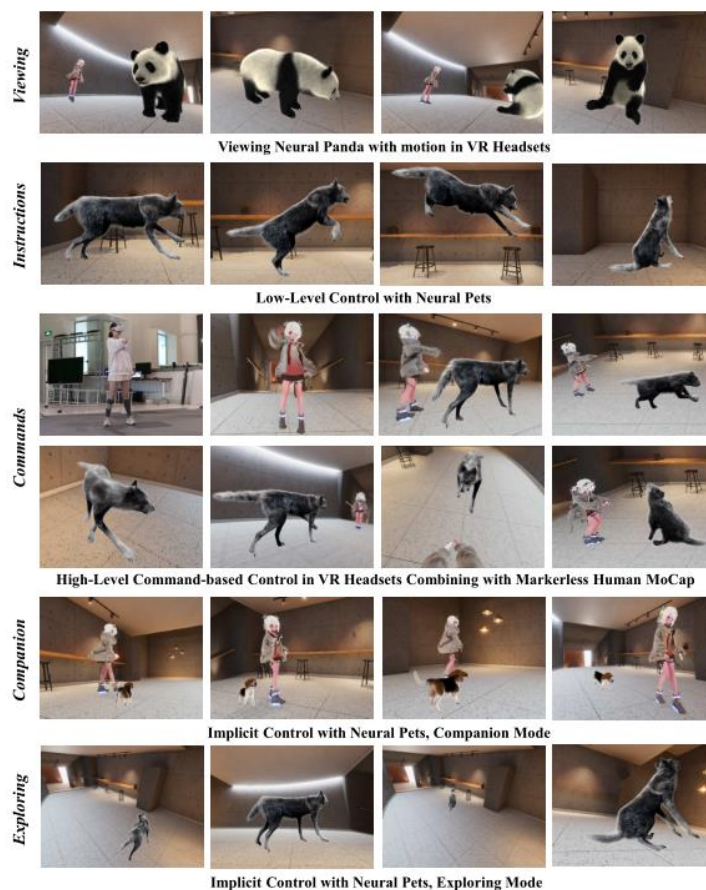 Viewing
Viewing Neural Panda with motion in VR Headsets
Instructions
Low-Level Control with Neural Pets
Commands
High-Level Command-based Control in VR Headsets Combining with Markerless Human MoCap
Companion
Implicit Control with Neural Pets, Companion Mode
Exploring
Implicit Control with Neural Pets, Exploring Mode